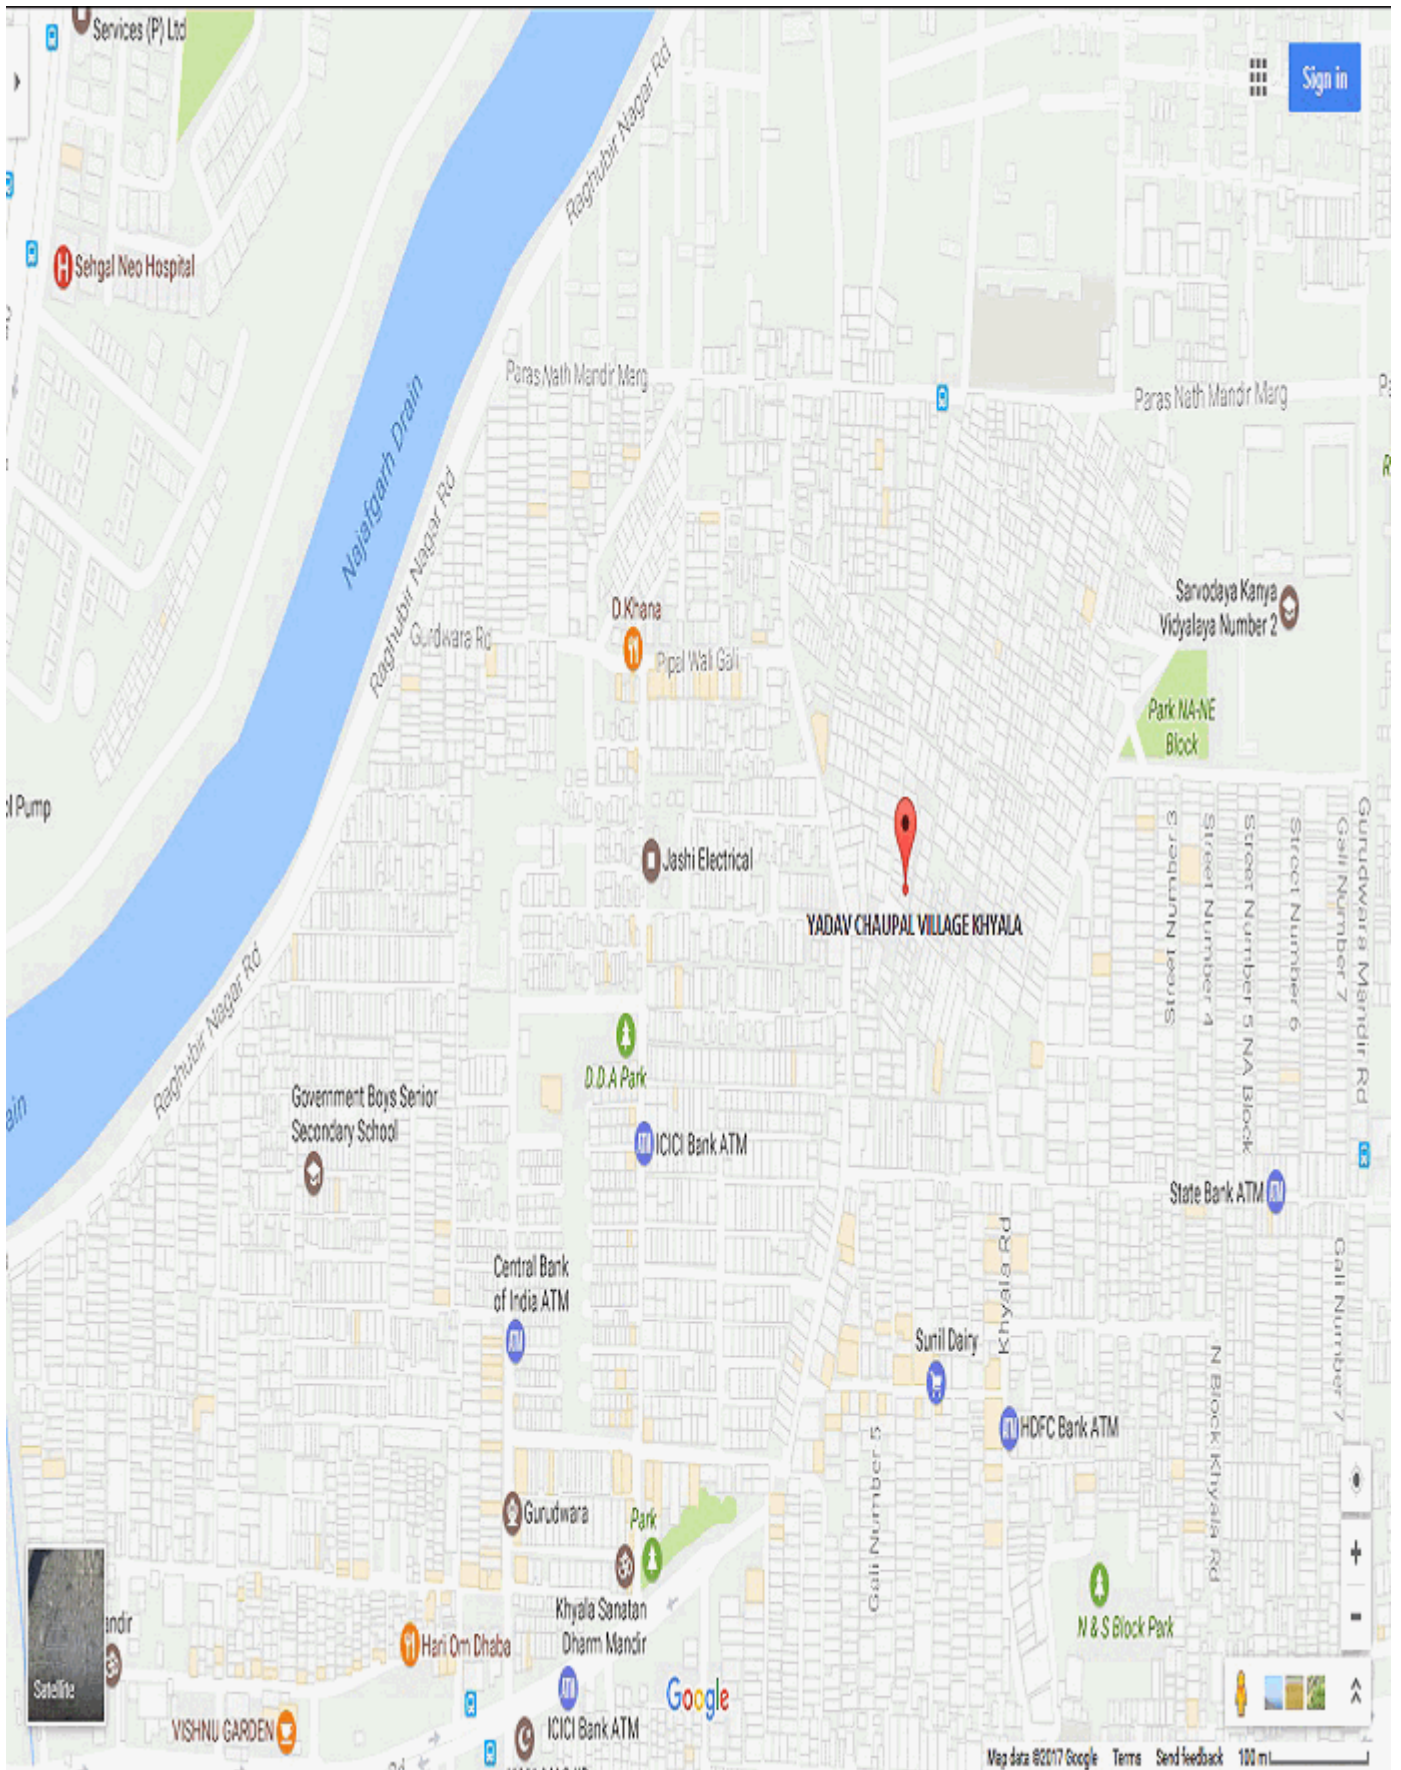 Services (P) Ltd
Sign in
Raghubir Nagar Rd
Sehgal Neo Hospital
Paras Nath Mandir Marg
Paras Nath Mandir Marg
Najafgarh Drain
Raghubir Nagar Rd
D.Khana
Gurdwara Rd
Pipal Wali Gali
Sarvodaya Kanya
Vidyalaya Number 2
Park NA-NE
Block
Pump
Jashi Electrical
YADAV CHAUPAL VILLAGE KHYALA
Street Number 3
Street Number 4
Street Number 5 NA Block
Street Number 6
Gali Number 7
Gurudwara Mandir Rd
Raghubir Nagar Rd
D.D.A Park
Government Boys Senior
Secondary School
ATM ICICI Bank ATM
State Bank ATM ATM
Central Bank
of India ATM
ATM
Khyala Rd
Gali Number 7
Sunil Dairy
N Block Khyala Rd
ATM HDFC Bank ATM
Gali Number 5
Gurudwara
Park
Khyala Sanatan
Dharm Mandir
N & S Block Park
Hari Om Dhaba
Satellite
VISHNU GARDEN
ATM
ICICI Bank ATM
Google
Map data ©2017 Google Terms Send feedback 100 m